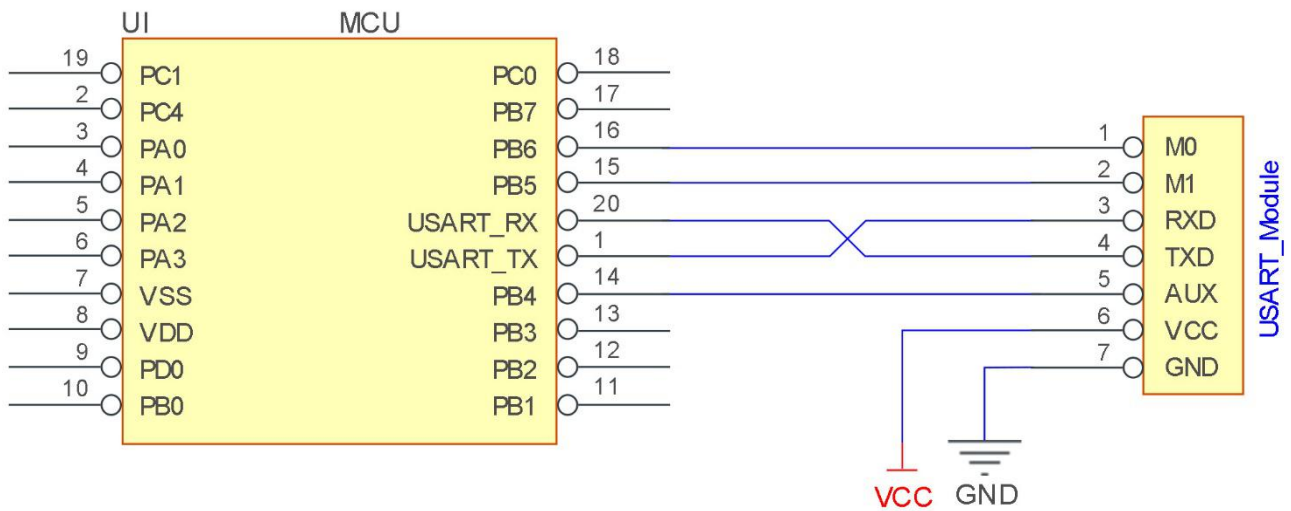 UI MCU
19 PC1 PC0 18
2 PC4 PB7 17
3 PA0 PB6 16 1 M0
4 PA1 PB5 15 2 M1
5 PA2 USART_RX 20 3 RXD
6 PA3 USART_TX 1 4 TXD
7 VSS PB4 14 5 AUX
8 VDD PB3 13 6 VCC
9 PD0 PB2 12 7 GND
10 PB0 PB1 11
USART_Module
VCC GND